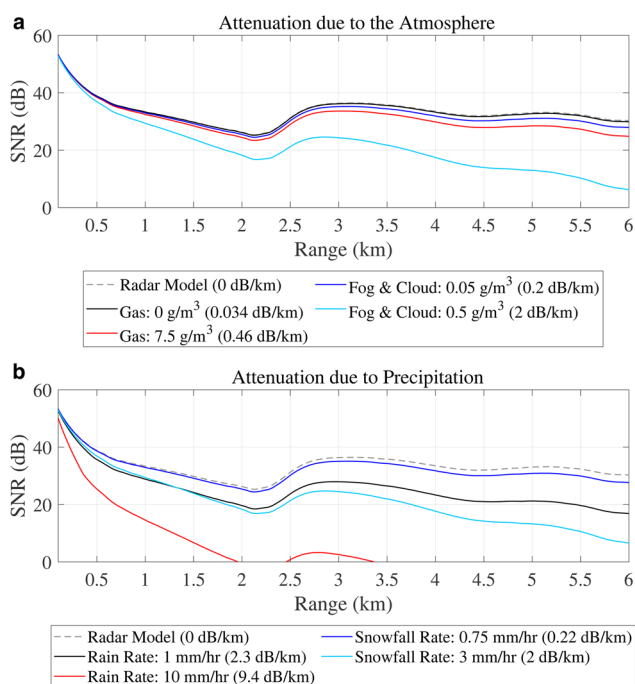 a
Attenuation due to the Atmosphere
60
40
20
0
SNR (dB)
0.5 1 1.5 2 2.5 3 3.5 4 4.5 5 5.5 6
Range (km)
Radar Model (0 dB/km)
Fog & Cloud: 0.05 g/m³ (0.2 dB/km)
Gas: 0 g/m³ (0.034 dB/km)
Fog & Cloud: 0.5 g/m³ (2 dB/km)
Gas: 7.5 g/m³ (0.46 dB/km)
b
Attenuation due to Precipitation
60
40
20
0
SNR (dB)
0.5 1 1.5 2 2.5 3 3.5 4 4.5 5 5.5 6
Range (km)
Radar Model (0 dB/km)
Snowfall Rate: 0.75 mm/hr (0.22 dB/km)
Rain Rate: 1 mm/hr (2.3 dB/km)
Snowfall Rate: 3 mm/hr (2 dB/km)
Rain Rate: 10 mm/hr (9.4 dB/km)